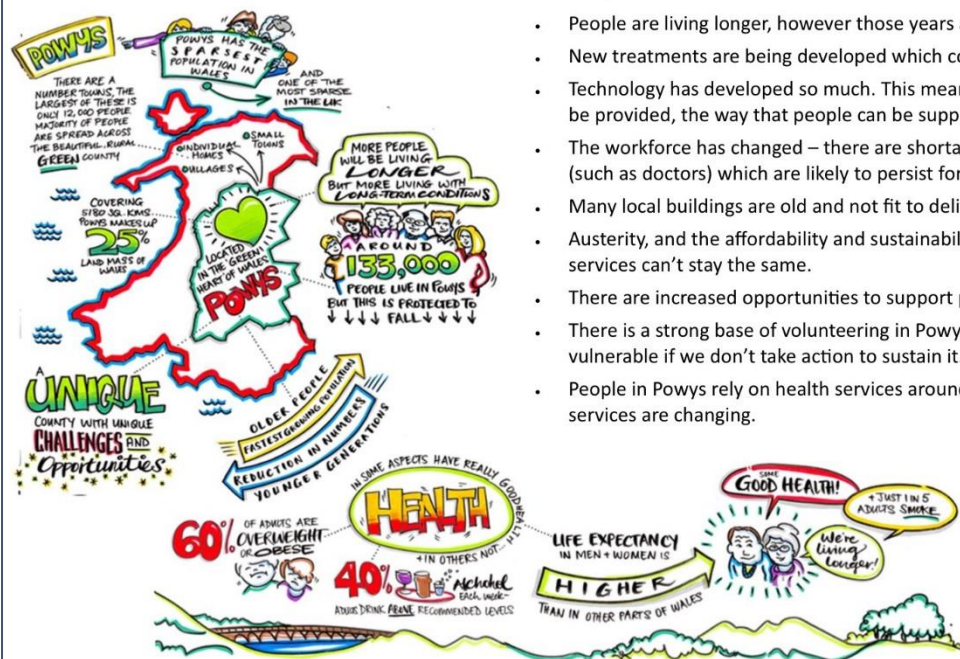 POWYS
POWYS HAS THE
SPARSEST
POPULATION IN
WALES
AND
ONE OF THE
MOST SPARSE
IN THE UK
THERE ARE A
NUMBER TOWNS, THE
LARGEST OF THESE IS
ONLY 12,000 PEOPLE
MAJORITY OF PEOPLE
ARE SPREAD ACROSS
THE BEAUTIFUL, RURAL
GREEN COUNTY
INDIVIDUAL
HOMES
SMALL
TOWNS
VILLAGES
COVERING
5180 SQ. KMS
POWYS MAKES UP
25%
LAND MASS OF
WALES
LOCATED
IN THE 'GREEN'
HEART OF WALES
POWYS
MORE PEOPLE
WILL BE LIVING
LONGER
BUT MORE LIVING WITH
LONG-TERM CONDITIONS
AROUND
133,000
PEOPLE LIVE IN POWYS
BUT THIS IS PROTECTED TO
↓ ↓ ↓ ↓ FALL ↓ ↓ ↓ ↓
A
UNIQUE
COUNTY WITH UNIQUE
CHALLENGES AND
Opportunities
OLDER PEOPLE
FASTEST GROWING POPULATION
REDUCTION IN NUMBERS
YOUNGER GENERATIONS
• People are living longer, however those years
• New treatments are being developed which co
• Technology has developed so much. This mear
be provided, the way that people can be supp
• The workforce has changed – there are shorta
(such as doctors) which are likely to persist for
• Many local buildings are old and not fit to deli
• Austerity, and the affordability and sustainabil
services can't stay the same.
• There are increased opportunities to support p
• There is a strong base of volunteering in Powy
vulnerable if we don't take action to sustain it
• People in Powys rely on health services around
services are changing.
IN SOME ASPECTS HAVE REALLY GOOD HEALTH
HEALTH
+ IN OTHERS NOT...
60%
OF ADULTS ARE
OVERWEIGHT
OR OBESE
40%
Alchohol
EACH WEEK-
ADULTS DRINK ABOVE RECOMMENDED LEVELS
LIFE EXPECTANCY
IN MEN + WOMEN IS
HIGHER
THAN IN OTHER PARTS OF WALES
SOME
GOOD HEALTH!
+ JUST 1 IN 5
ADULTS SMOKE
We're
living
longer!